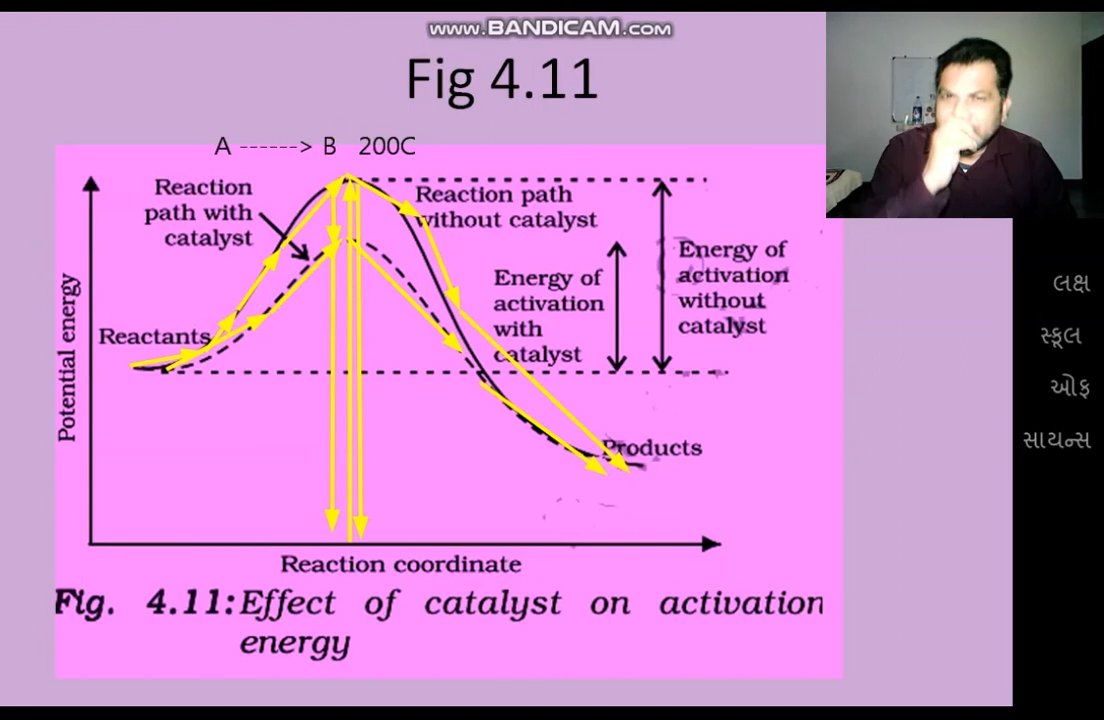 www.BANDICAM.com
Fig 4.11
A ------> B 200C
Reaction
path with
catalyst
Reaction path
without catalyst
Energy of
activation
with
catalyst
Energy of
activation
without
catalyst
Reactants
Potential energy
Products
Reaction coordinate
Fig. 4.11:Effect of catalyst on activation
energy
લક્ષ
સ્કૂલ
ઓફ
સાયન્સ